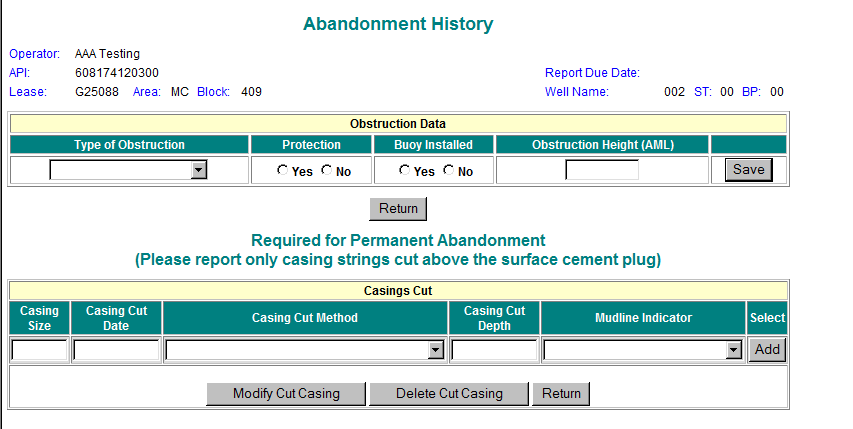 Abandonment History
Operator: AAA Testing
API: 608174120300 Report Due Date:
Lease: G25088 Area: MC Block: 409 Well Name: 002 ST: 00 BP: 00
Obstruction Data
Type of Obstruction Protection Buoy Installed Obstruction Height (AML)
Yes No Yes No Save
Return
Required for Permanent Abandonment
(Please report only casing strings cut above the surface cement plug)
Casings Cut
Casing Size Casing Cut Date Casing Cut Method Casing Cut Depth Mudline Indicator Select
Add
Modify Cut Casing Delete Cut Casing Return